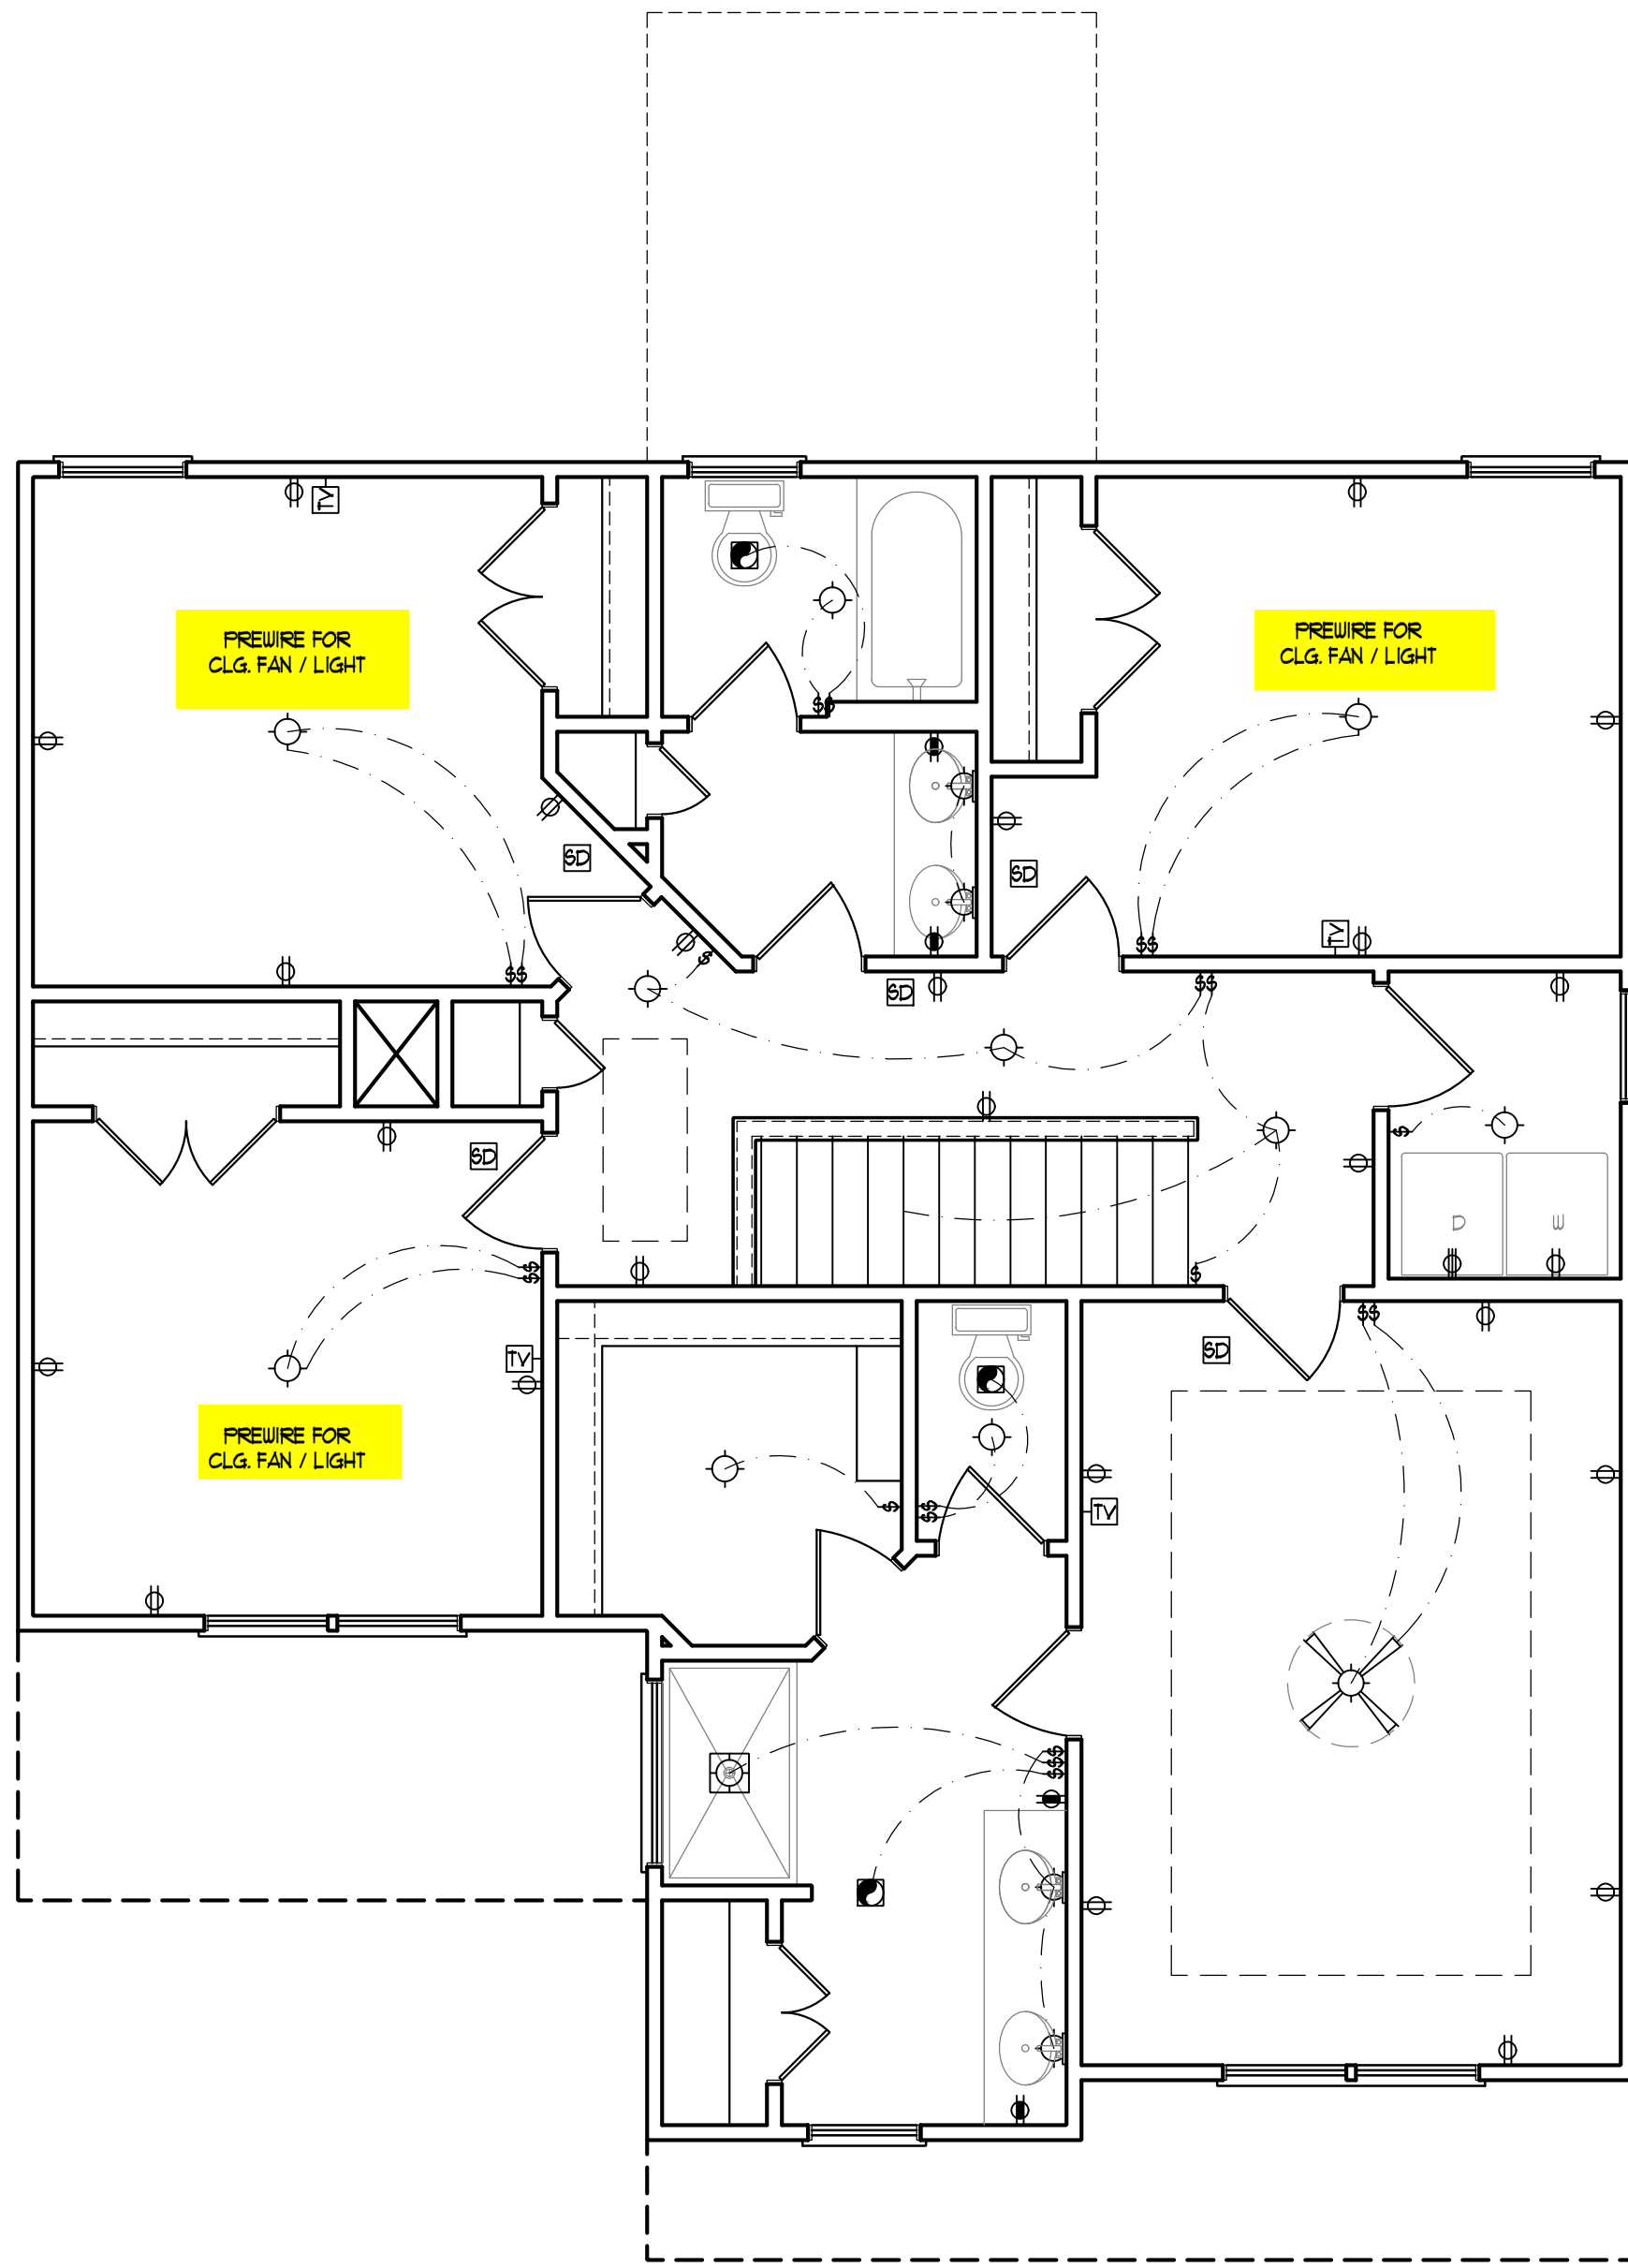 TV
PREWIRE FOR
CLG. FAN / LIGHT
PREWIRE FOR
CLG. FAN / LIGHT
$$
SD
SD
TV
$$
$
$$
SD
$$
$
SD
D
W
$$
$
$$
SD
TV
PREWIRE FOR
CLG. FAN / LIGHT
$
$$
TV
$$$